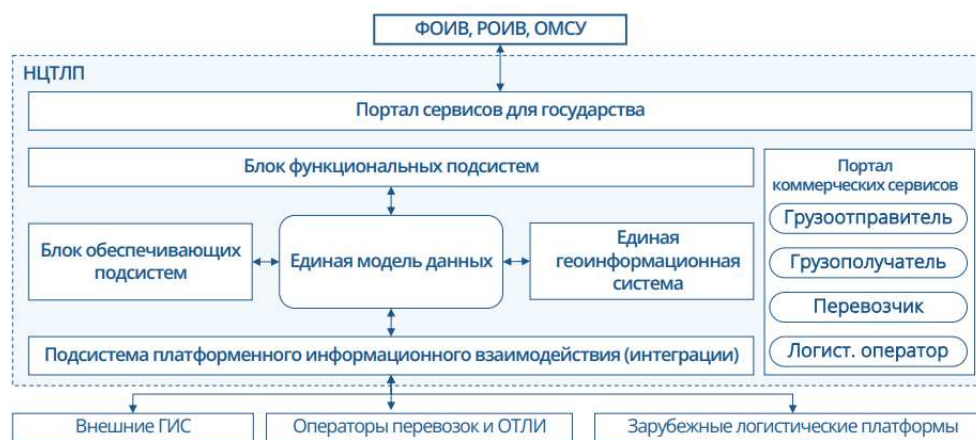 ФОИВ, РОИВ, ОМСУ
НЦТЛП
Портал сервисов для государства
Блок функциональных подсистем
Портал
коммерческих сервисов
Грузоотправитель
Грузополучатель
Перевозчик
Логист. оператор
Блок обеспечивающих
подсистем
Единая модель данных
Единая
геоинформационная
система
Подсистема платформенного информационного взаимодействия (интеграции)
Внешние ГИС
Операторы перевозок и ОТЛИ
Зарубежные логистические платформы